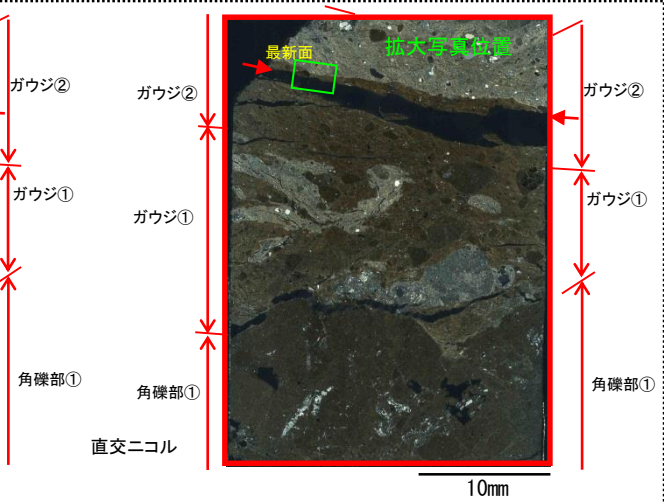 拡大写真位置
最新面
ガウジ②
ガウジ②
ガウジ②
ガウジ①
ガウジ①
ガウジ①
角礫部①
角礫部①
角礫部①
直交ニコル
10mm